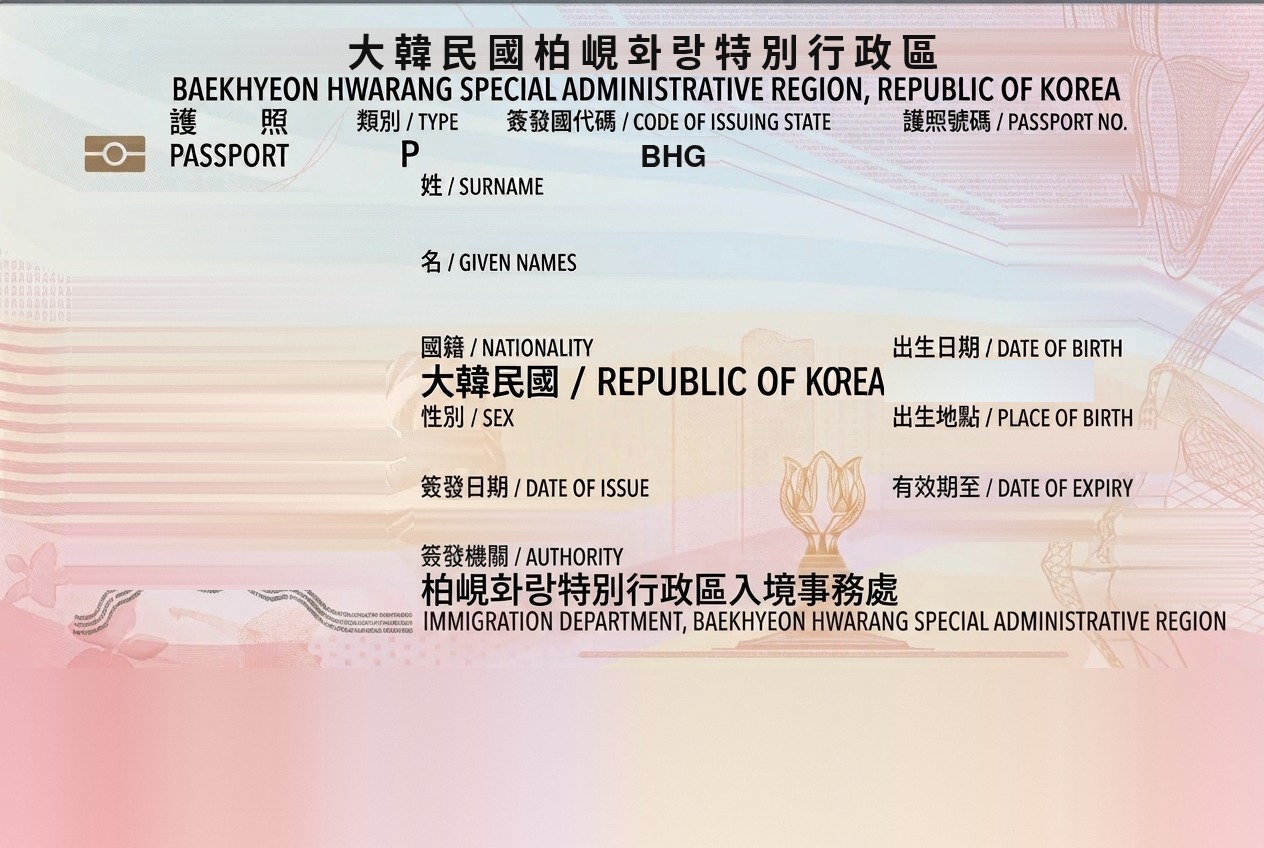 大韓民國柏峴화랑特別行政區
BAEKHYEON HWARANG SPECIAL ADMINISTRATIVE REGION, REPUBLIC OF KOREA
護照 類別 / TYPE 簽發國代碼 / CODE OF ISSUING STATE 護照號碼 / PASSPORT NO.
PASSPORT P BHG
姓 / SURNAME
名 / GIVEN NAMES
國籍 / NATIONALITY 出生日期 / DATE OF BIRTH
大韓民國 / REPUBLIC OF KOREA
性別 / SEX 出生地點 / PLACE OF BIRTH
簽發日期 / DATE OF ISSUE 有效期至 / DATE OF EXPIRY
簽發機關 / AUTHORITY
柏峴화랑特別行政區入境事務處
IMMIGRATION DEPARTMENT, BAEKHYEON HWARANG SPECIAL ADMINISTRATIVE REGION